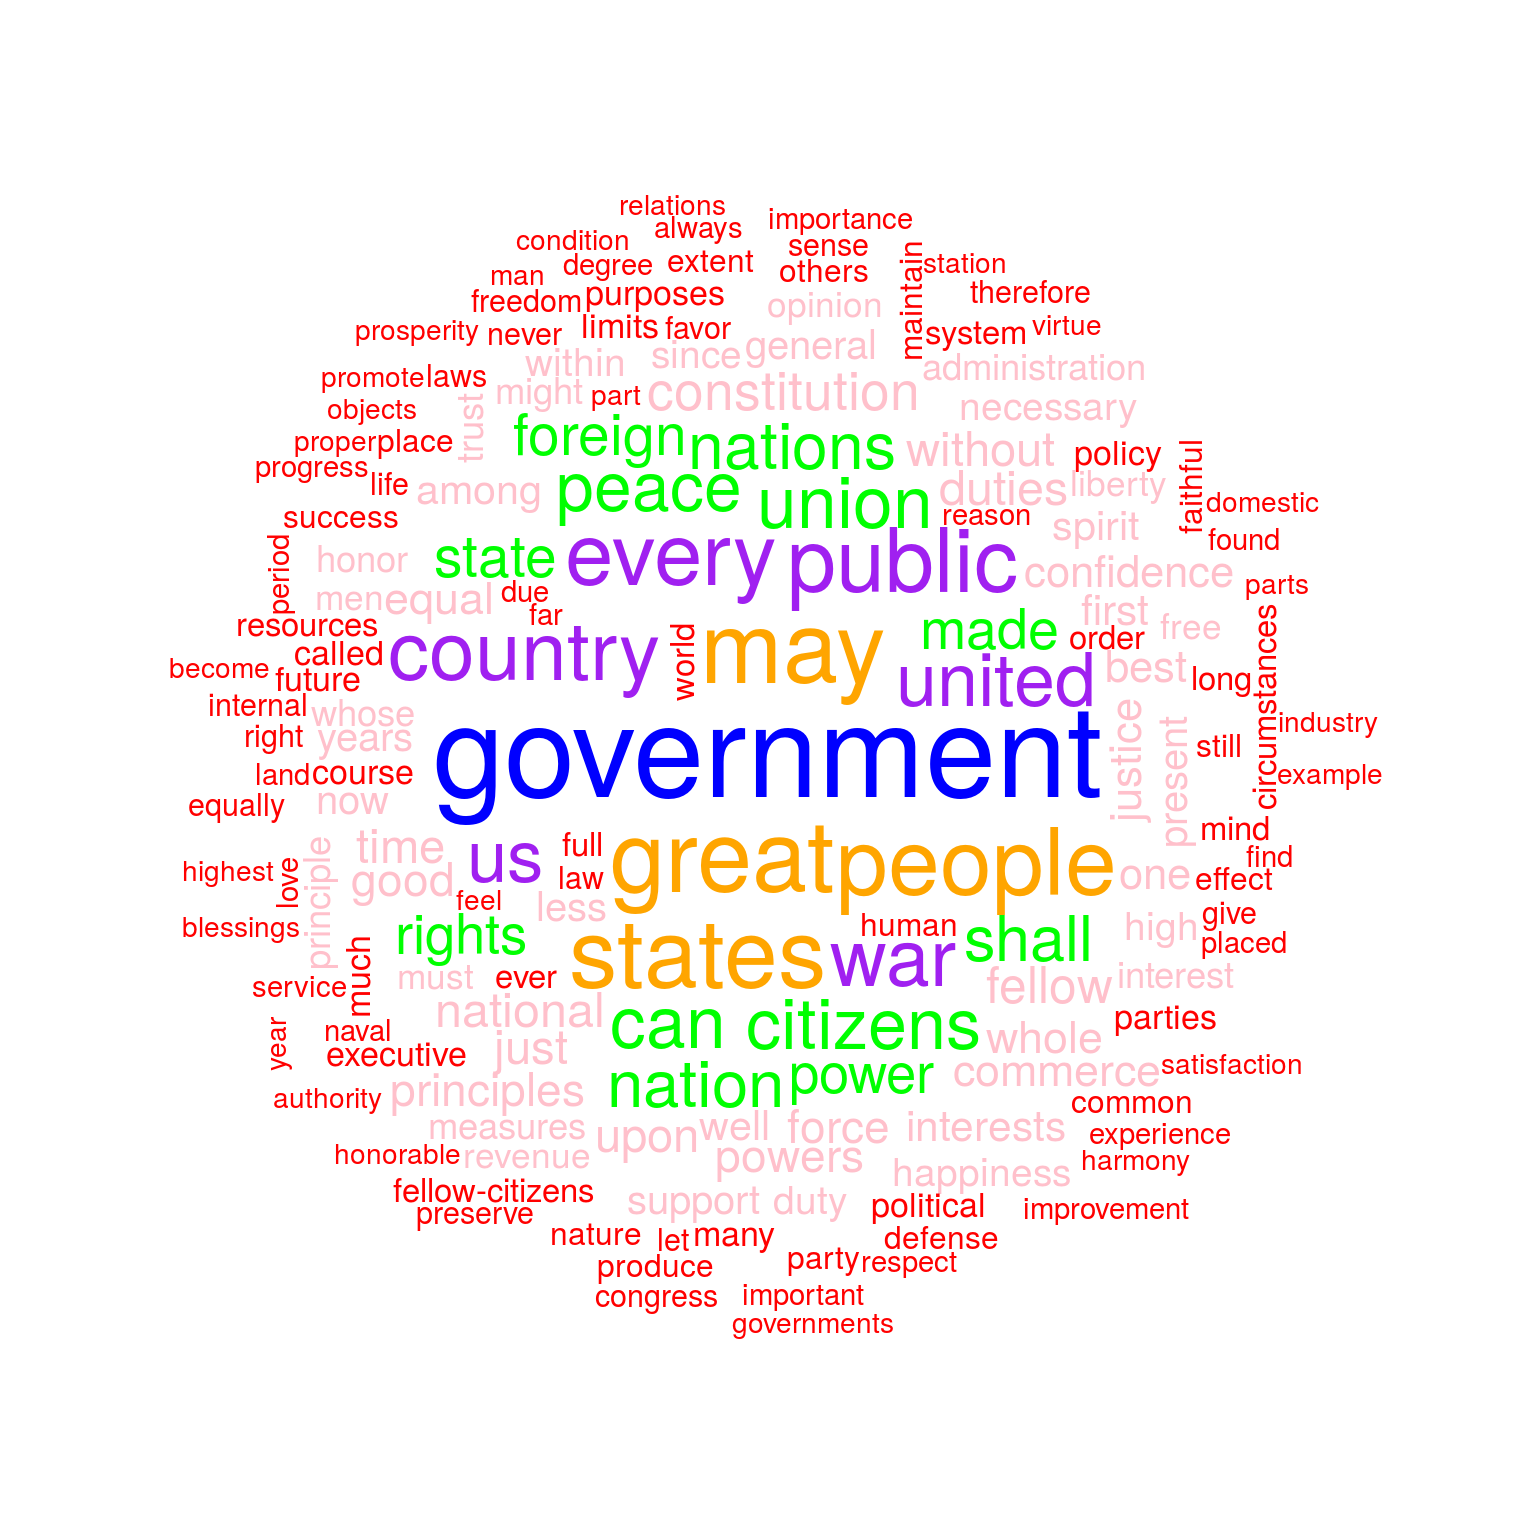 relations
always
importance
condition
sense
man
degree
extent
others
maintain
station
freedom
purposes
opinion
therefore
prosperity
never
limits
favor
system
virtue
within
since
general
administration
promote
laws
might
part
constitution
necessary
objects
trust
foreign
nations
without
policy
proper
place
progress
life
among
peace
union
duties
liberty
faithful
domestic
success
reason
spirit
found
period
honor
state
every
public
confidence
parts
men
equal
due
far
made
first
free
resources
called
country
world
may
united
order
best
long
circumstances
become
future
internal
whose
right
years
government
justice
present
still
industry
land
course
example
equally
now
time
us
full
great
people
mind
find
highest
love
principle
good
law
one
effect
feel
less
blessings
rights
human
shall
high
give
placed
much
must
ever
states
war
fellow
interest
service
national
can
citizens
whole
parties
year
naval
executive
just
nation
power
commerce
satisfaction
authority
principles
common
measures
upon
well
force
interests
experience
honorable
revenue
powers
happiness
harmony
fellow-citizens
preserve
support
duty
political
improvement
nature
let
many
defense
produce
party
respect
congress
important
governments